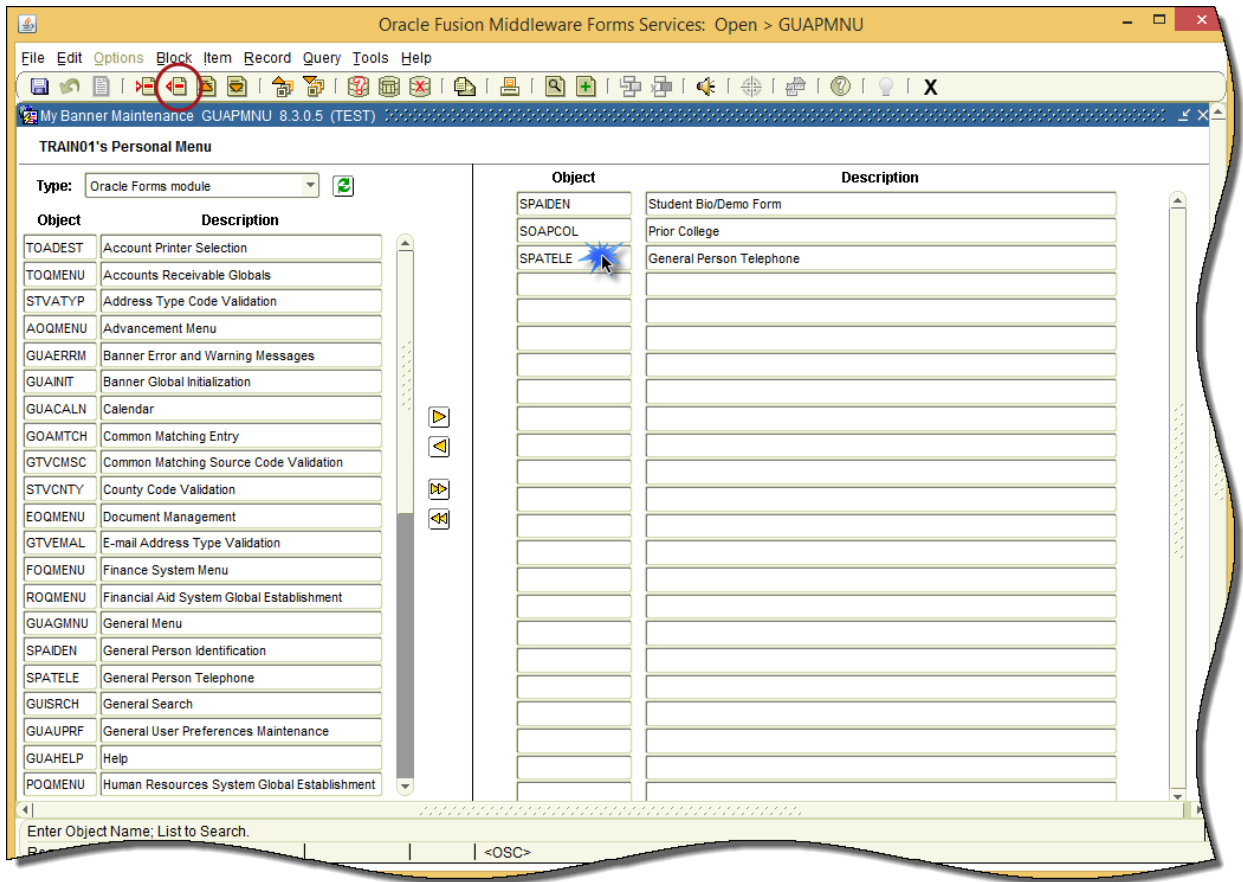 Oracle Fusion Middleware Forms Services: Open > GUAPMNU
File Edit Options Block Item Record Query Tools Help
X
My Banner Maintenance GUAPMNU 8.3.0.5 (TEST)
TRAIN01's Personal Menu
Type: Oracle Forms module
Object Description
TOADEST Account Printer Selection
TOQMENU Accounts Receivable Globals
STVATYP Address Type Code Validation
AOQMENU Advancement Menu
GUAERRM Banner Error and Warning Messages
GUAINIT Banner Global Initialization
GUACALN Calendar
GOAMTCH Common Matching Entry
GTVCMSC Common Matching Source Code Validation
STVCNTY County Code Validation
EOQMENU Document Management
GTVEMAL E-mail Address Type Validation
FOQMENU Finance System Menu
ROQMENU Financial Aid System Global Establishment
GUAGMNU General Menu
SPAIDEN General Person Identification
SPATELE General Person Telephone
GUISRCH General Search
GUAUPRF General User Preferences Maintenance
GUAHELP Help
POQMENU Human Resources System Global Establishment
Object Description
SPAIDEN Student Bio/Demo Form
SOAPCOL Prior College
SPATELE General Person Telephone
Enter Object Name; List to Search.
<OSC>